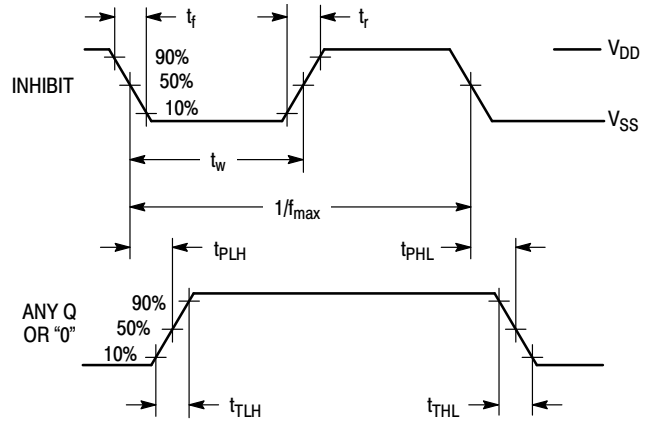 t_f
t_r
90%
V_DD
INHIBIT
50%
10%
V_SS
t_w
1/f_max
t_PLH
t_PHL
90%
ANY Q
OR “0”
50%
10%
t_TLH
t_THL